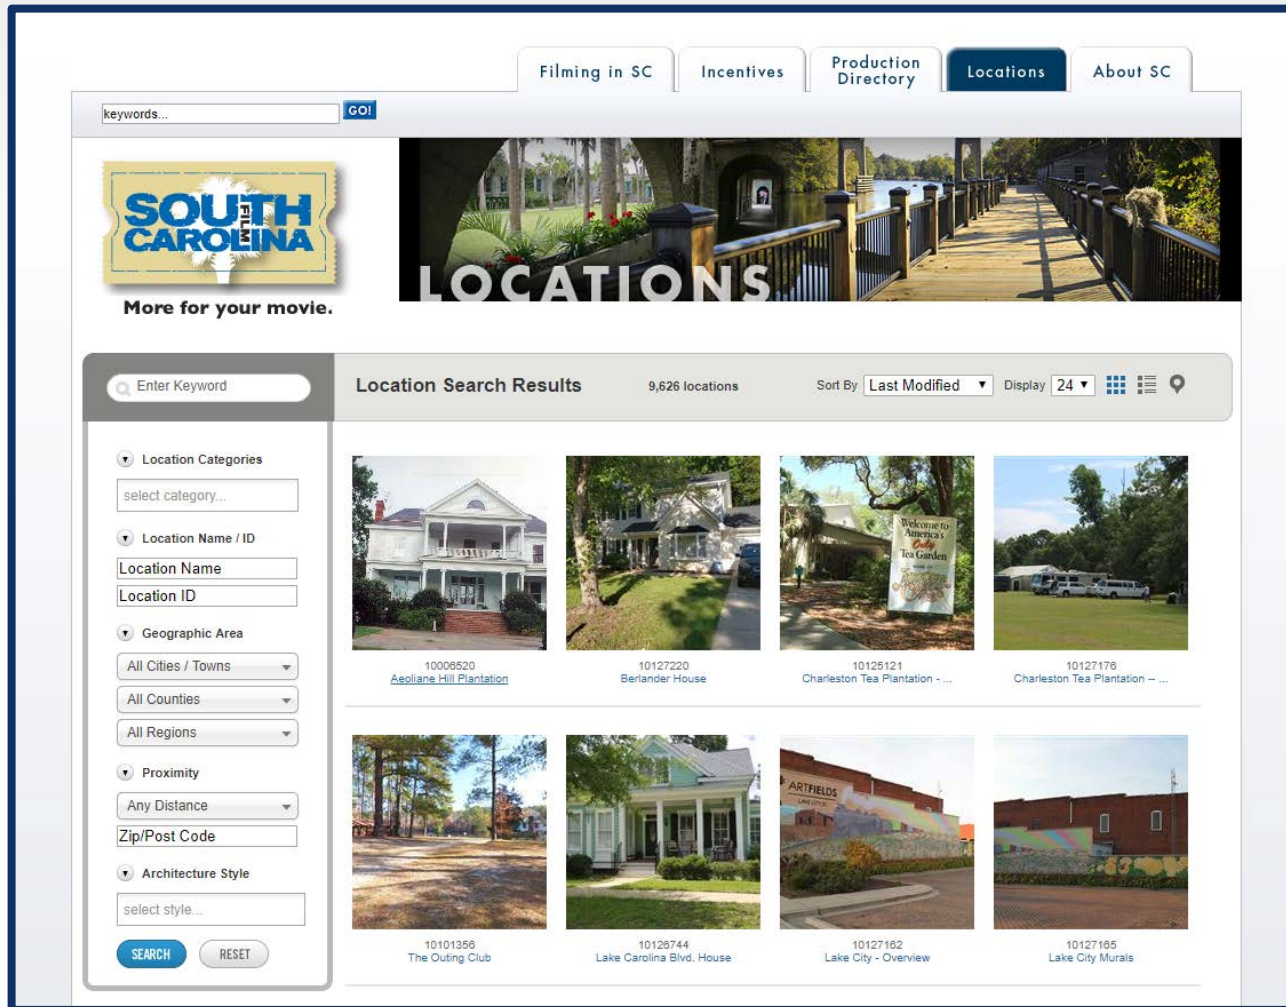 Filming in SC
Incentives
Production
Directory
Locations
About SC
keywords...
GO!
SOUTH
FILM
CAROLINA
More for your movie.
LOCATIONS
Enter Keyword
Location Search Results
9,626 locations
Sort By
Last Modified
Display
24
Location Categories
select category...
Location Name / ID
Location Name
Location ID
Geographic Area
All Cities / Towns
All Counties
All Regions
Proximity
Any Distance
Zip/Post Code
Architecture Style
select style...
SEARCH
RESET
Welcome to
America's
Only
Tea Garden
10006520
Aeoliane Hill Plantation
10127220
Berlander House
10125121
Charleston Tea Plantation - ...
10127176
Charleston Tea Plantation -- ...
ARTFIELDS
LAKE CITY, SC
10101356
The Outing Club
10126744
Lake Carolina Blvd. House
10127162
Lake City - Overview
10127165
Lake City Murals